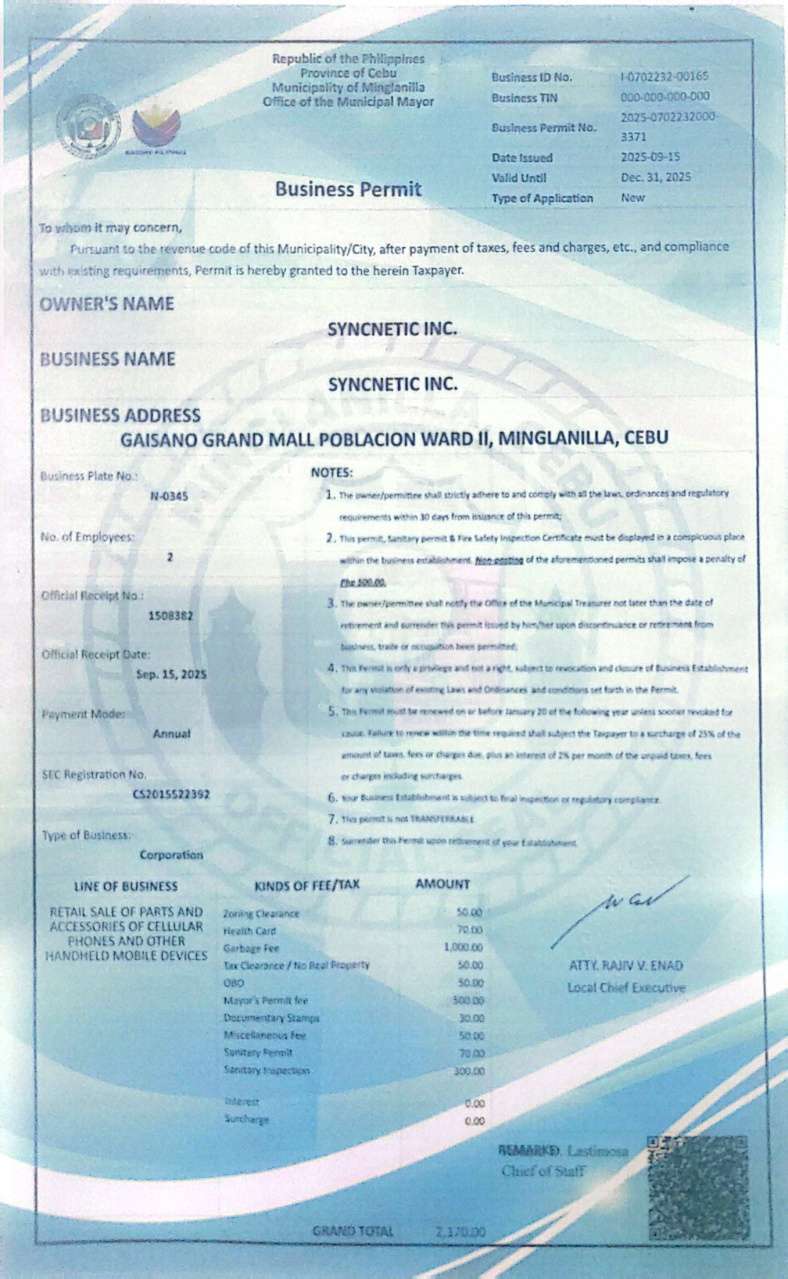 Republic of the Philippines
Province of Cebu
Municipality of Minglanilla
Office of the Municipal Mayor
BAGONG PILIPINAS
Business ID No. I-0702232-00165
Business TIN 000-000-000-000
Business Permit No. 2025-0702232000-
3371
Date Issued 2025-09-15
Valid Until Dec. 31, 2025
Type of Application New
Business Permit
To whom it may concern,
Pursuant to the revenue code of this Municipality/City, after payment of taxes, fees and charges, etc., and compliance
with existing requirements, Permit is hereby granted to the herein Taxpayer.
OWNER'S NAME
SYNCNETIC INC.
BUSINESS NAME
SYNCNETIC INC.
BUSINESS ADDRESS
GAISANO GRAND MALL POBLACION WARD II, MINGLANILLA, CEBU
Business Plate No.:
N-0345
No. of Employees:
2
Official Receipt No.:
1508382
Official Receipt Date:
Sep. 15, 2025
Payment Mode:
Annual
SEC Registration No.
CS2015522392
Type of Business:
Corporation
NOTES:
1. The owner/permittee shall strictly adhere to and comply with all the laws, ordinances and regulatory
requirements within 30 days from issuance of this permit;
2. This permit, Sanitary permit & Fire Safety Inspection Certificate must be displayed in a conspicuous place
within the business establishment. Non-posting of the aforementioned permits shall impose a penalty of
Php 500.00.
3. The owner/permittee shall notify the Office of the Municipal Treasurer not later than the date of
retirement and surrender this permit issued by him/her upon discontinuance or retirement from
business, trade or occupation been permitted;
4. This Permit is only a privilege and not a right, subject to revocation and closure of Business Establishment
for any violation of existing Laws and Ordinances and conditions set forth in the Permit.
5. This Permit must be renewed on or before January 20 of the following year unless sooner revoked for
cause. Failure to renew within the time required shall subject the Taxpayer to a surcharge of 25% of the
amount of taxes, fees or charges due, plus an interest of 2% per month of the unpaid taxes, fees
or charges including surcharges.
6. Your Business Establishment is subject to final inspection or regulatory compliance.
7. This permit is not TRANSFERRABLE
8. Surrender this Permit upon retirement of your Establishment.
MINGLANILLA, CEBU
OFFICIAL SEAL
LINE OF BUSINESS KINDS OF FEE/TAX AMOUNT
RETAIL SALE OF PARTS AND
ACCESSORIES OF CELLULAR
PHONES AND OTHER
HANDHELD MOBILE DEVICES
Zoning Clearance 50.00
Health Card 70.00
Garbage Fee 1,000.00
Tax Clearance / No Real Property 50.00
OBO 50.00
Mayor's Permit fee 500.00
Documentary Stamps 30.00
Miscellaneous Fee 50.00
Sanitary Permit 70.00
Sanitary Inspection 300.00
Interest 0.00
Surcharge 0.00
ATTY. RAJIV V. ENAD
Local Chief Executive
Lastimosa
Chief of Staff
GRAND TOTAL 2,170.00